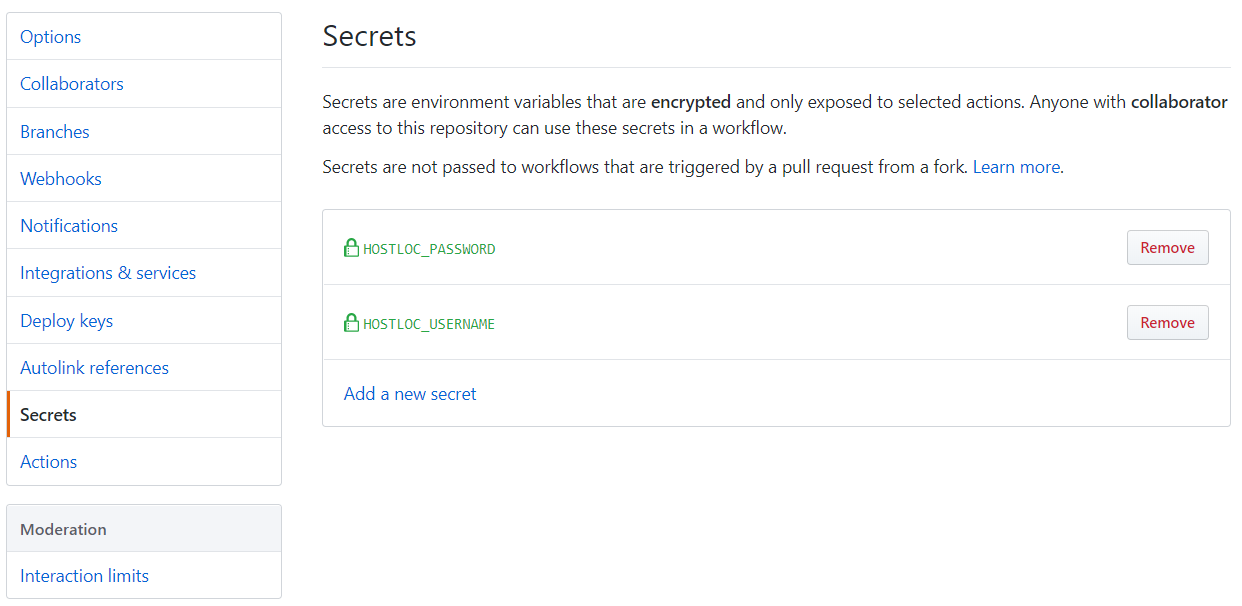 Options
Collaborators
Branches
Webhooks
Notifications
Integrations & services
Deploy keys
Autolink references
Secrets
Actions
Moderation
Interaction limits
Secrets
Secrets are environment variables that are encrypted and only exposed to selected actions. Anyone with collaborator
access to this repository can use these secrets in a workflow.
Secrets are not passed to workflows that are triggered by a pull request from a fork. Learn more.
HOSTLOC_PASSWORD Remove
HOSTLOC_USERNAME Remove
Add a new secret